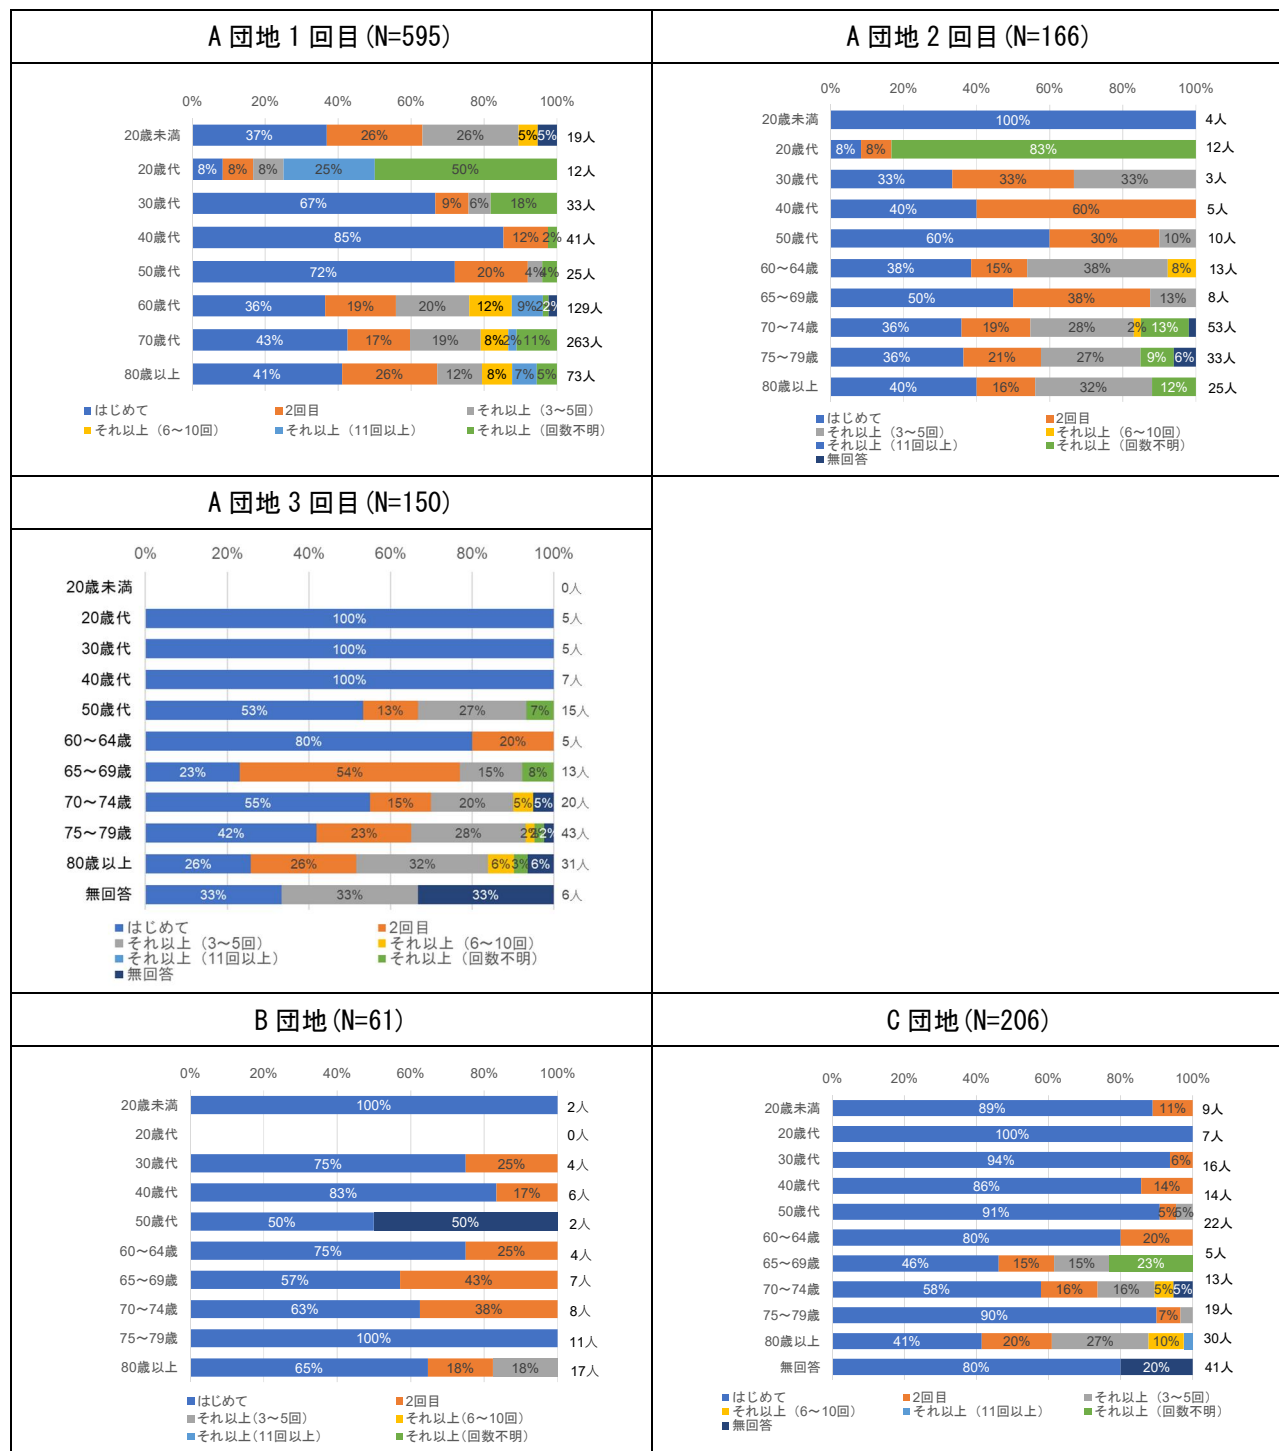 A 団地 1 回目(N=595)
0% 20% 40% 60% 80% 100%
20歳未満 37% 26% 26% 5% 5% 19人
20歳代 8% 8% 8% 25% 50% 12人
30歳代 67% 9% 6% 18% 33人
40歳代 85% 12% 2% 41人
50歳代 72% 20% 4% 4% 25人
60歳代 36% 19% 20% 12% 9% 2% 129人
70歳代 43% 17% 19% 8% 2% 11% 263人
80歳以上 41% 26% 12% 8% 7% 5% 73人
はじめて 2回目 それ以上（3～5回）
それ以上（6～10回） それ以上（11回以上） それ以上（回数不明）
A 団地 2 回目(N=166)
0% 20% 40% 60% 80% 100%
20歳未満 100% 4人
20歳代 8% 8% 83% 12人
30歳代 33% 33% 33% 3人
40歳代 40% 60% 5人
50歳代 60% 30% 10% 10人
60～64歳 38% 15% 38% 8% 13人
65～69歳 50% 38% 13% 8人
70～74歳 36% 19% 28% 2% 13% 53人
75～79歳 36% 21% 27% 9% 6% 33人
80歳以上 40% 16% 32% 12% 25人
はじめて 2回目
それ以上（3～5回） それ以上（6～10回）
それ以上（11回以上） それ以上（回数不明）
無回答
A 団地 3 回目(N=150)
0% 20% 40% 60% 80% 100%
20歳未満 0人
20歳代 100% 5人
30歳代 100% 5人
40歳代 100% 7人
50歳代 53% 13% 27% 7% 15人
60～64歳 80% 20% 5人
65～69歳 23% 54% 15% 8% 13人
70～74歳 55% 15% 20% 5% 5% 20人
75～79歳 42% 23% 28% 2% 2% 43人
80歳以上 26% 26% 32% 6% 3% 6% 31人
無回答 33% 33% 33% 6人
はじめて 2回目
それ以上（3～5回） それ以上（6～10回）
それ以上（11回以上） それ以上（回数不明）
無回答
B 団地(N=61)
0% 20% 40% 60% 80% 100%
20歳未満 100% 2人
20歳代 0人
30歳代 75% 25% 4人
40歳代 83% 17% 6人
50歳代 50% 50% 2人
60～64歳 75% 25% 4人
65～69歳 57% 43% 7人
70～74歳 63% 38% 8人
75～79歳 100% 11人
80歳以上 65% 18% 18% 17人
はじめて 2回目
それ以上(3～5回) それ以上(6～10回)
それ以上(11回以上) それ以上(回数不明)
C 団地(N=206)
0% 20% 40% 60% 80% 100%
20歳未満 89% 11% 9人
20歳代 100% 7人
30歳代 94% 6% 16人
40歳代 86% 14% 14人
50歳代 91% 5% 5% 22人
60～64歳 80% 20% 5人
65～69歳 46% 15% 15% 23% 13人
70～74歳 58% 16% 16% 5% 5% 19人
75～79歳 90% 7% 30人
80歳以上 41% 20% 27% 10% 41人
無回答 80% 20%
はじめて 2回目 それ以上（3～5回）
それ以上（6～10回） それ以上（11回以上） それ以上（回数不明）
無回答